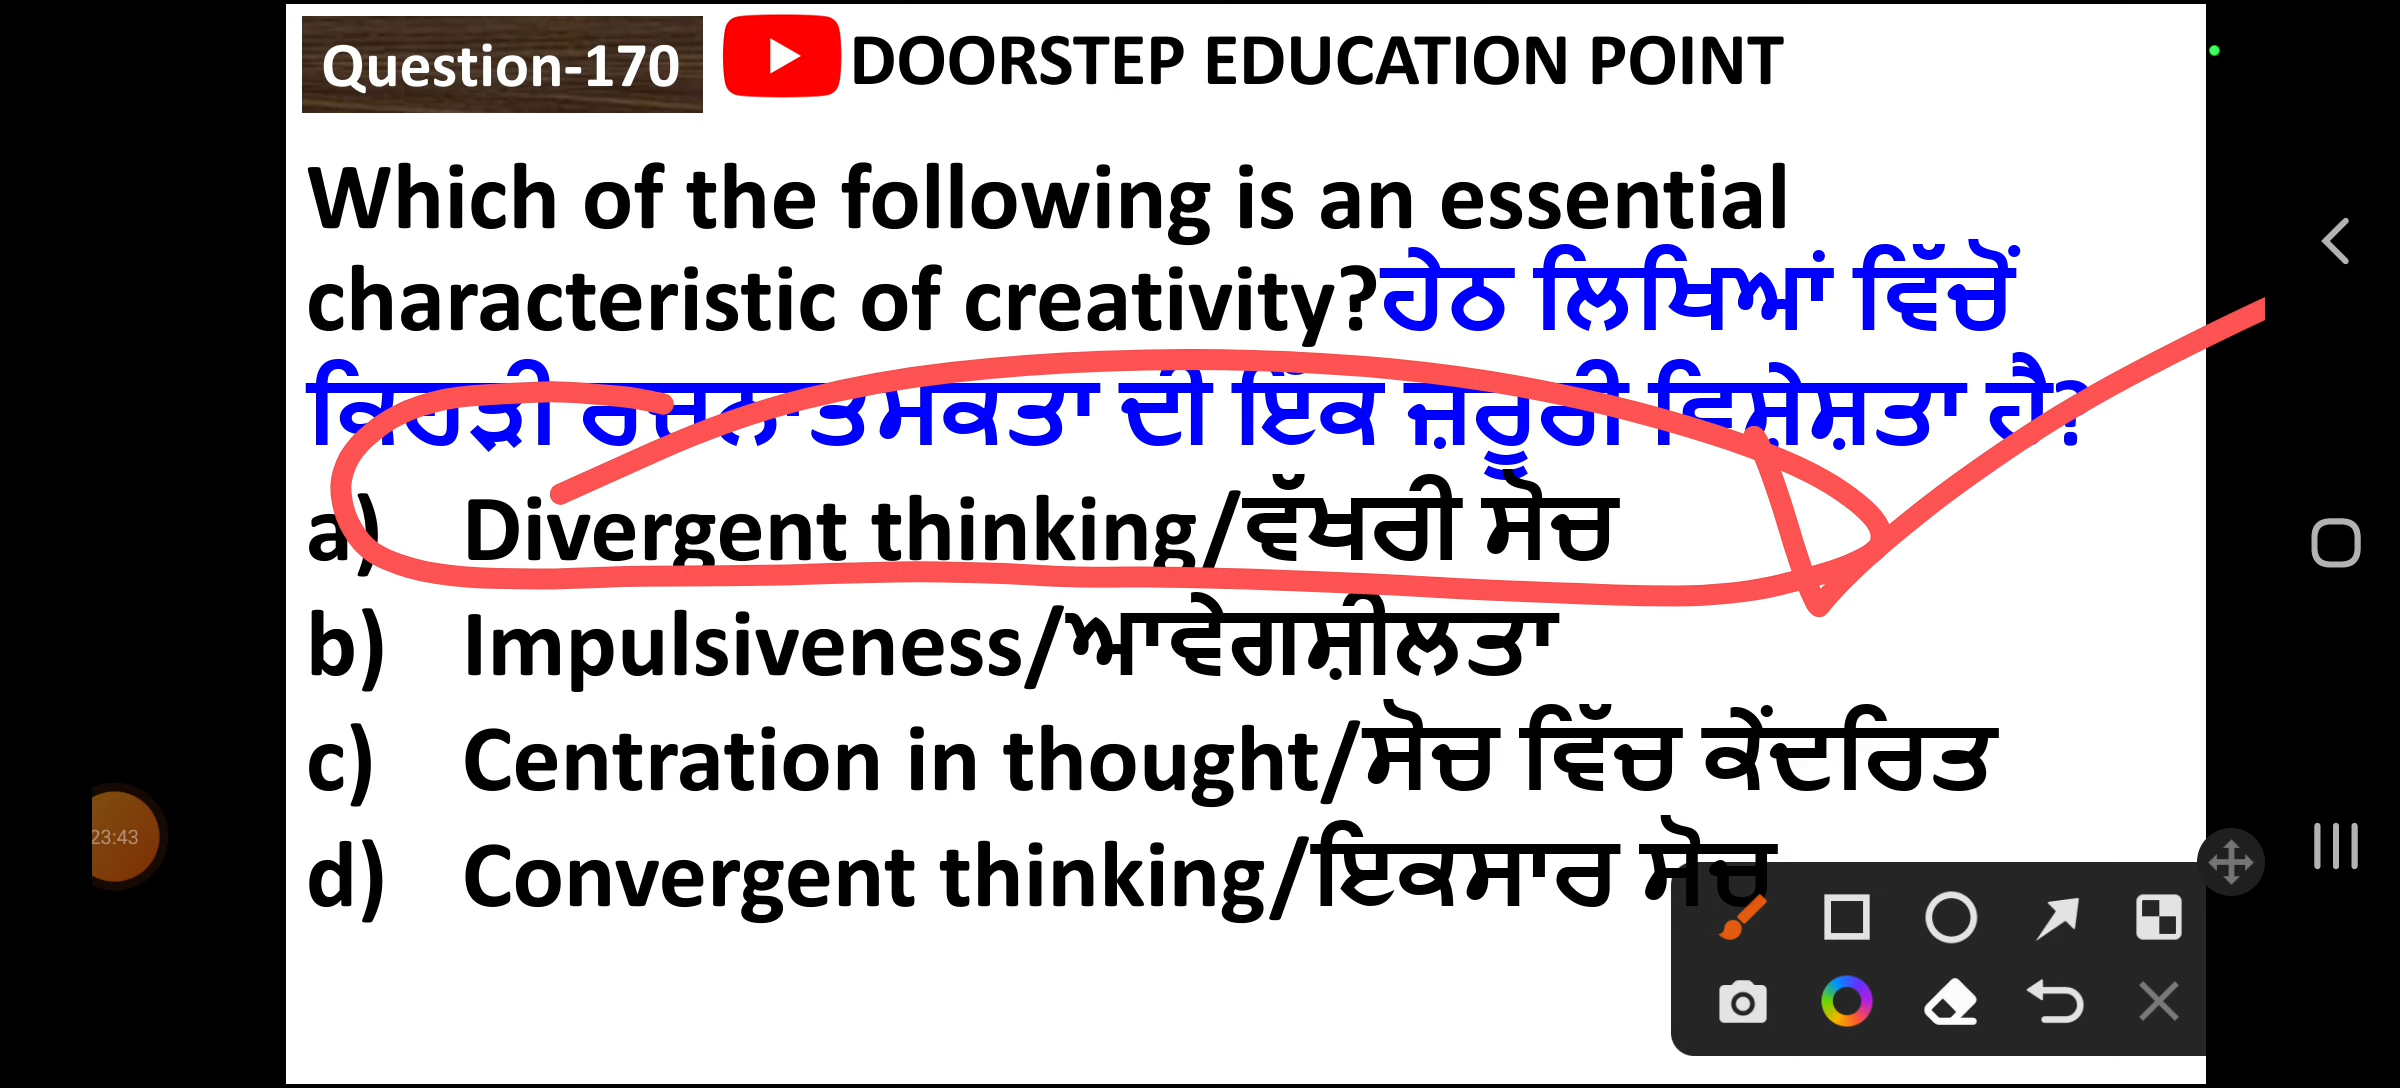 Question-170 DOORSTEP EDUCATION POINT
Which of the following is an essential
characteristic of creativity?ਹੇਠ ਲਿਖਿਆਂ ਵਿੱਚੋਂ
ਕਿਹੜੀ ਰਚਨਾਤਮਕਤਾ ਦੀ ਇੱਕ ਜ਼ਰੂਰੀ ਵਿਸ਼ੇਸ਼ਤਾ ਹੈ?
a) Divergent thinking/ਵੱਖਰੀ ਸੋਚ
b) Impulsiveness/ਆਵੇਗਸ਼ੀਲਤਾ
c) Centration in thought/ਸੋਚ ਵਿੱਚ ਕੇਂਦਰਿਤ
23:43
d) Convergent thinking/ਇਕਸਾਰ ਸੋਚ